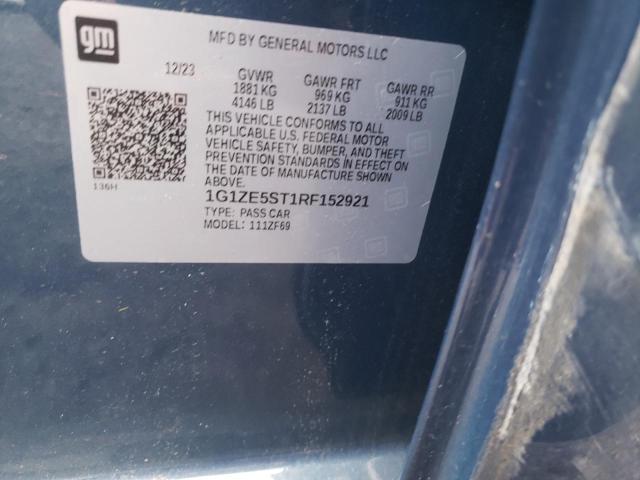 gm
MFD BY GENERAL MOTORS LLC
12/23 GVWR GAWR FRT GAWR RR
1881 KG 969 KG 911 KG
4146 LB 2137 LB 2009 LB
THIS VEHICLE CONFORMS TO ALL
APPLICABLE U.S. FEDERAL MOTOR
VEHICLE SAFETY, BUMPER, AND THEFT
PREVENTION STANDARDS IN EFFECT ON
THE DATE OF MANUFACTURE SHOWN
ABOVE.
136H
1G1ZE5ST1RF152921
TYPE: PASS CAR
MODEL: 111ZF69